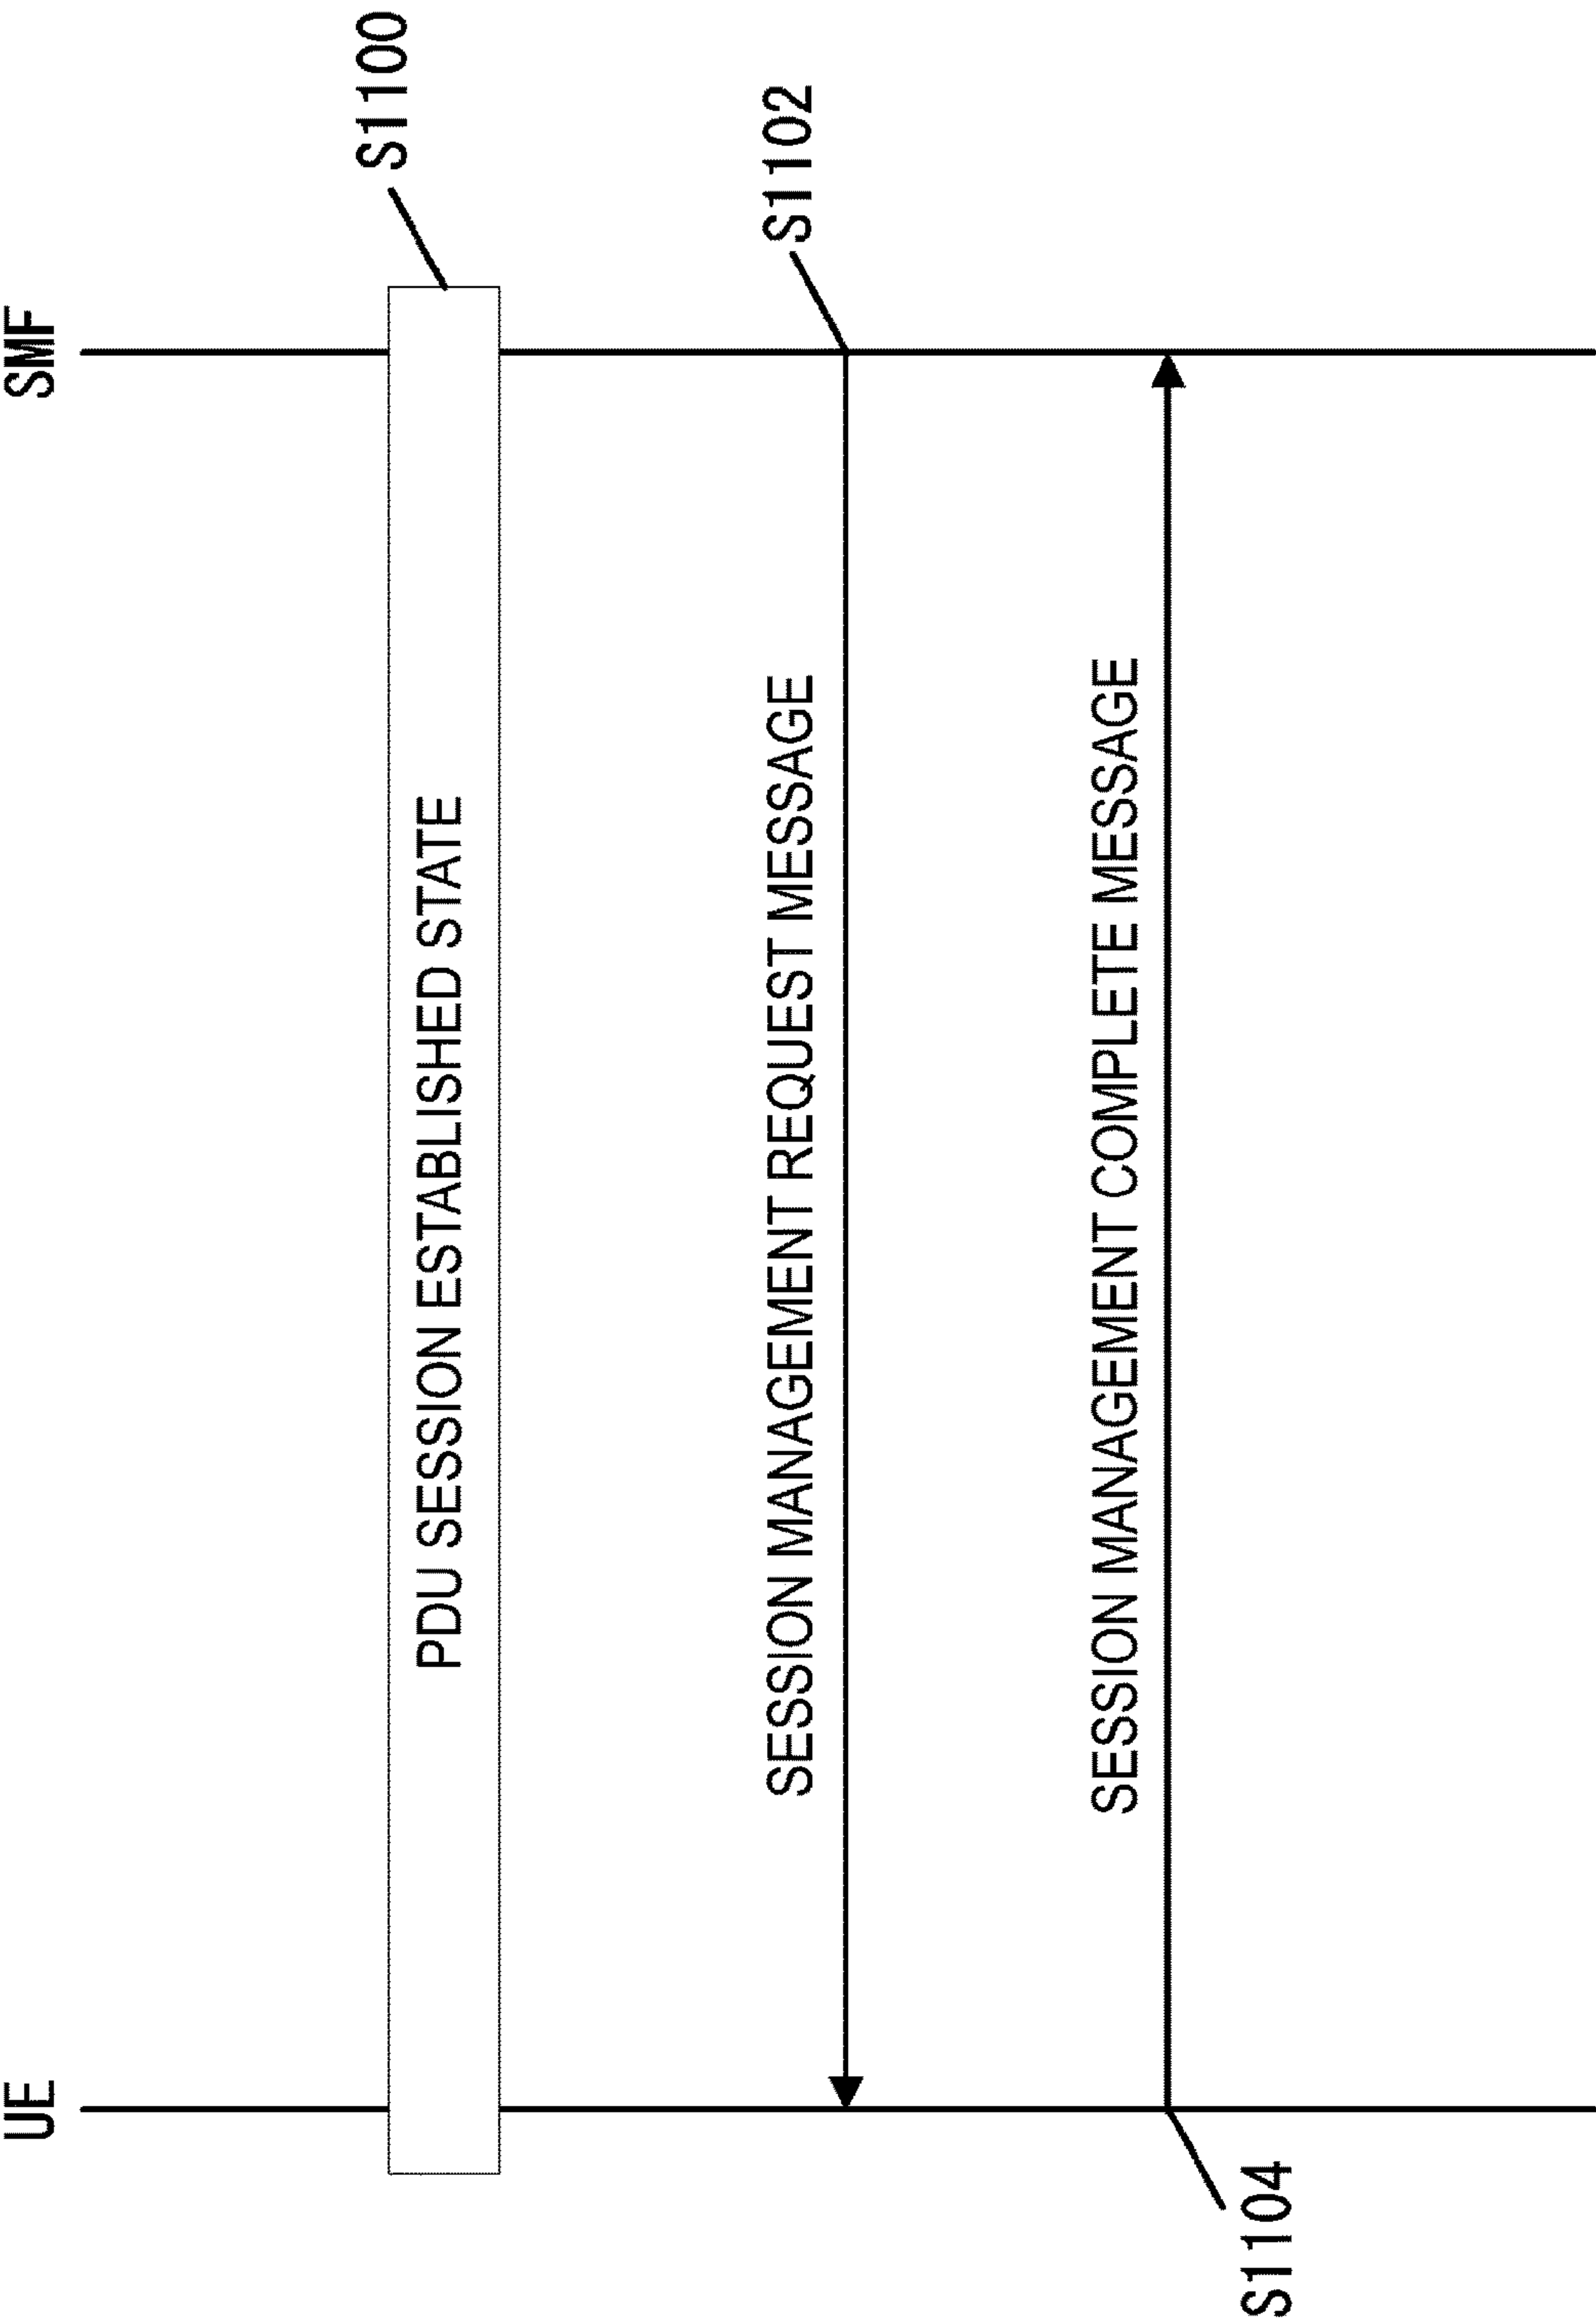 UE
SMF
PDU SESSION ESTABLISHED STATE
S1100
SESSION MANAGEMENT REQUEST MESSAGE
S1102
SESSION MANAGEMENT COMPLETE MESSAGE
S1104